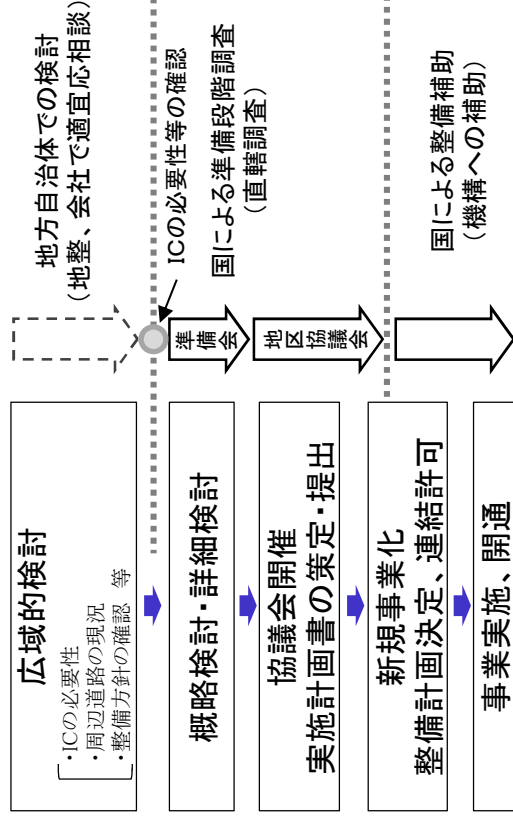 広域的検討
・ICの必要性
・周辺道路の現況
・整備方針の確認 等
地方自治体での検討
(地整、会社で適宜応相談)
ICの必要性等の確認
概略検討・詳細検討
準備会
国による準備段階調査
(直轄調査)
協議会開催
実施計画書の策定・提出
地区協議会
新規事業化
整備計画決定、連結許可
国による整備補助
(機構への補助)
事業実施、開通